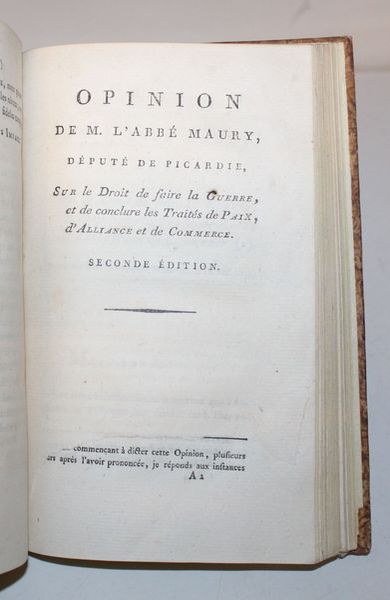 OPINION
DE M. L'ABBÉ MAURY,
DÉPUTÉ DE PICARDIE,
SUR le Droit de faire la GUERRE,
et de conclure les Traités de PAIX,
d'ALLIANCE et de COMMERCE.
SECONDE ÉDITION.
commençant à dicter cette Opinion, plusieurs
après l'avoir prononcée, je réponds aux instances
A 2